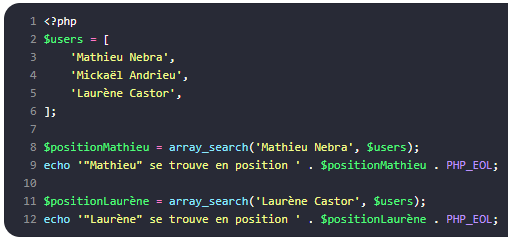 1 <?php
2 $users = [
3     'Mathieu Nebra',
4     'Mickaël Andrieu',
5     'Laurène Castor',
6 ];
7
8 $positionMathieu = array_search('Mathieu Nebra', $users);
9 echo '"Mathieu" se trouve en position ' . $positionMathieu . PHP_EOL;
10
11 $positionLaurène = array_search('Laurène Castor', $users);
12 echo '"Laurène" se trouve en position ' . $positionLaurène . PHP_EOL;